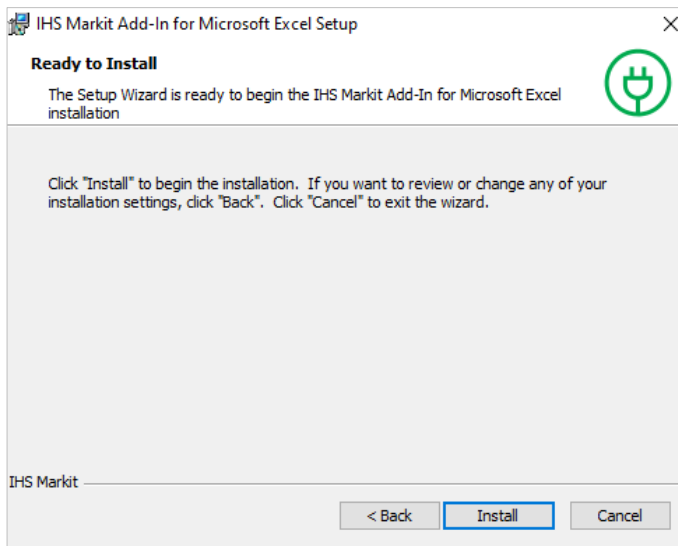 IHS Markit Add-In for Microsoft Excel Setup
Ready to Install
The Setup Wizard is ready to begin the IHS Markit Add-In for Microsoft Excel
installation
Click "Install" to begin the installation. If you want to review or change any of your
installation settings, click "Back". Click "Cancel" to exit the wizard.
IHS Markit
< Back
Install
Cancel